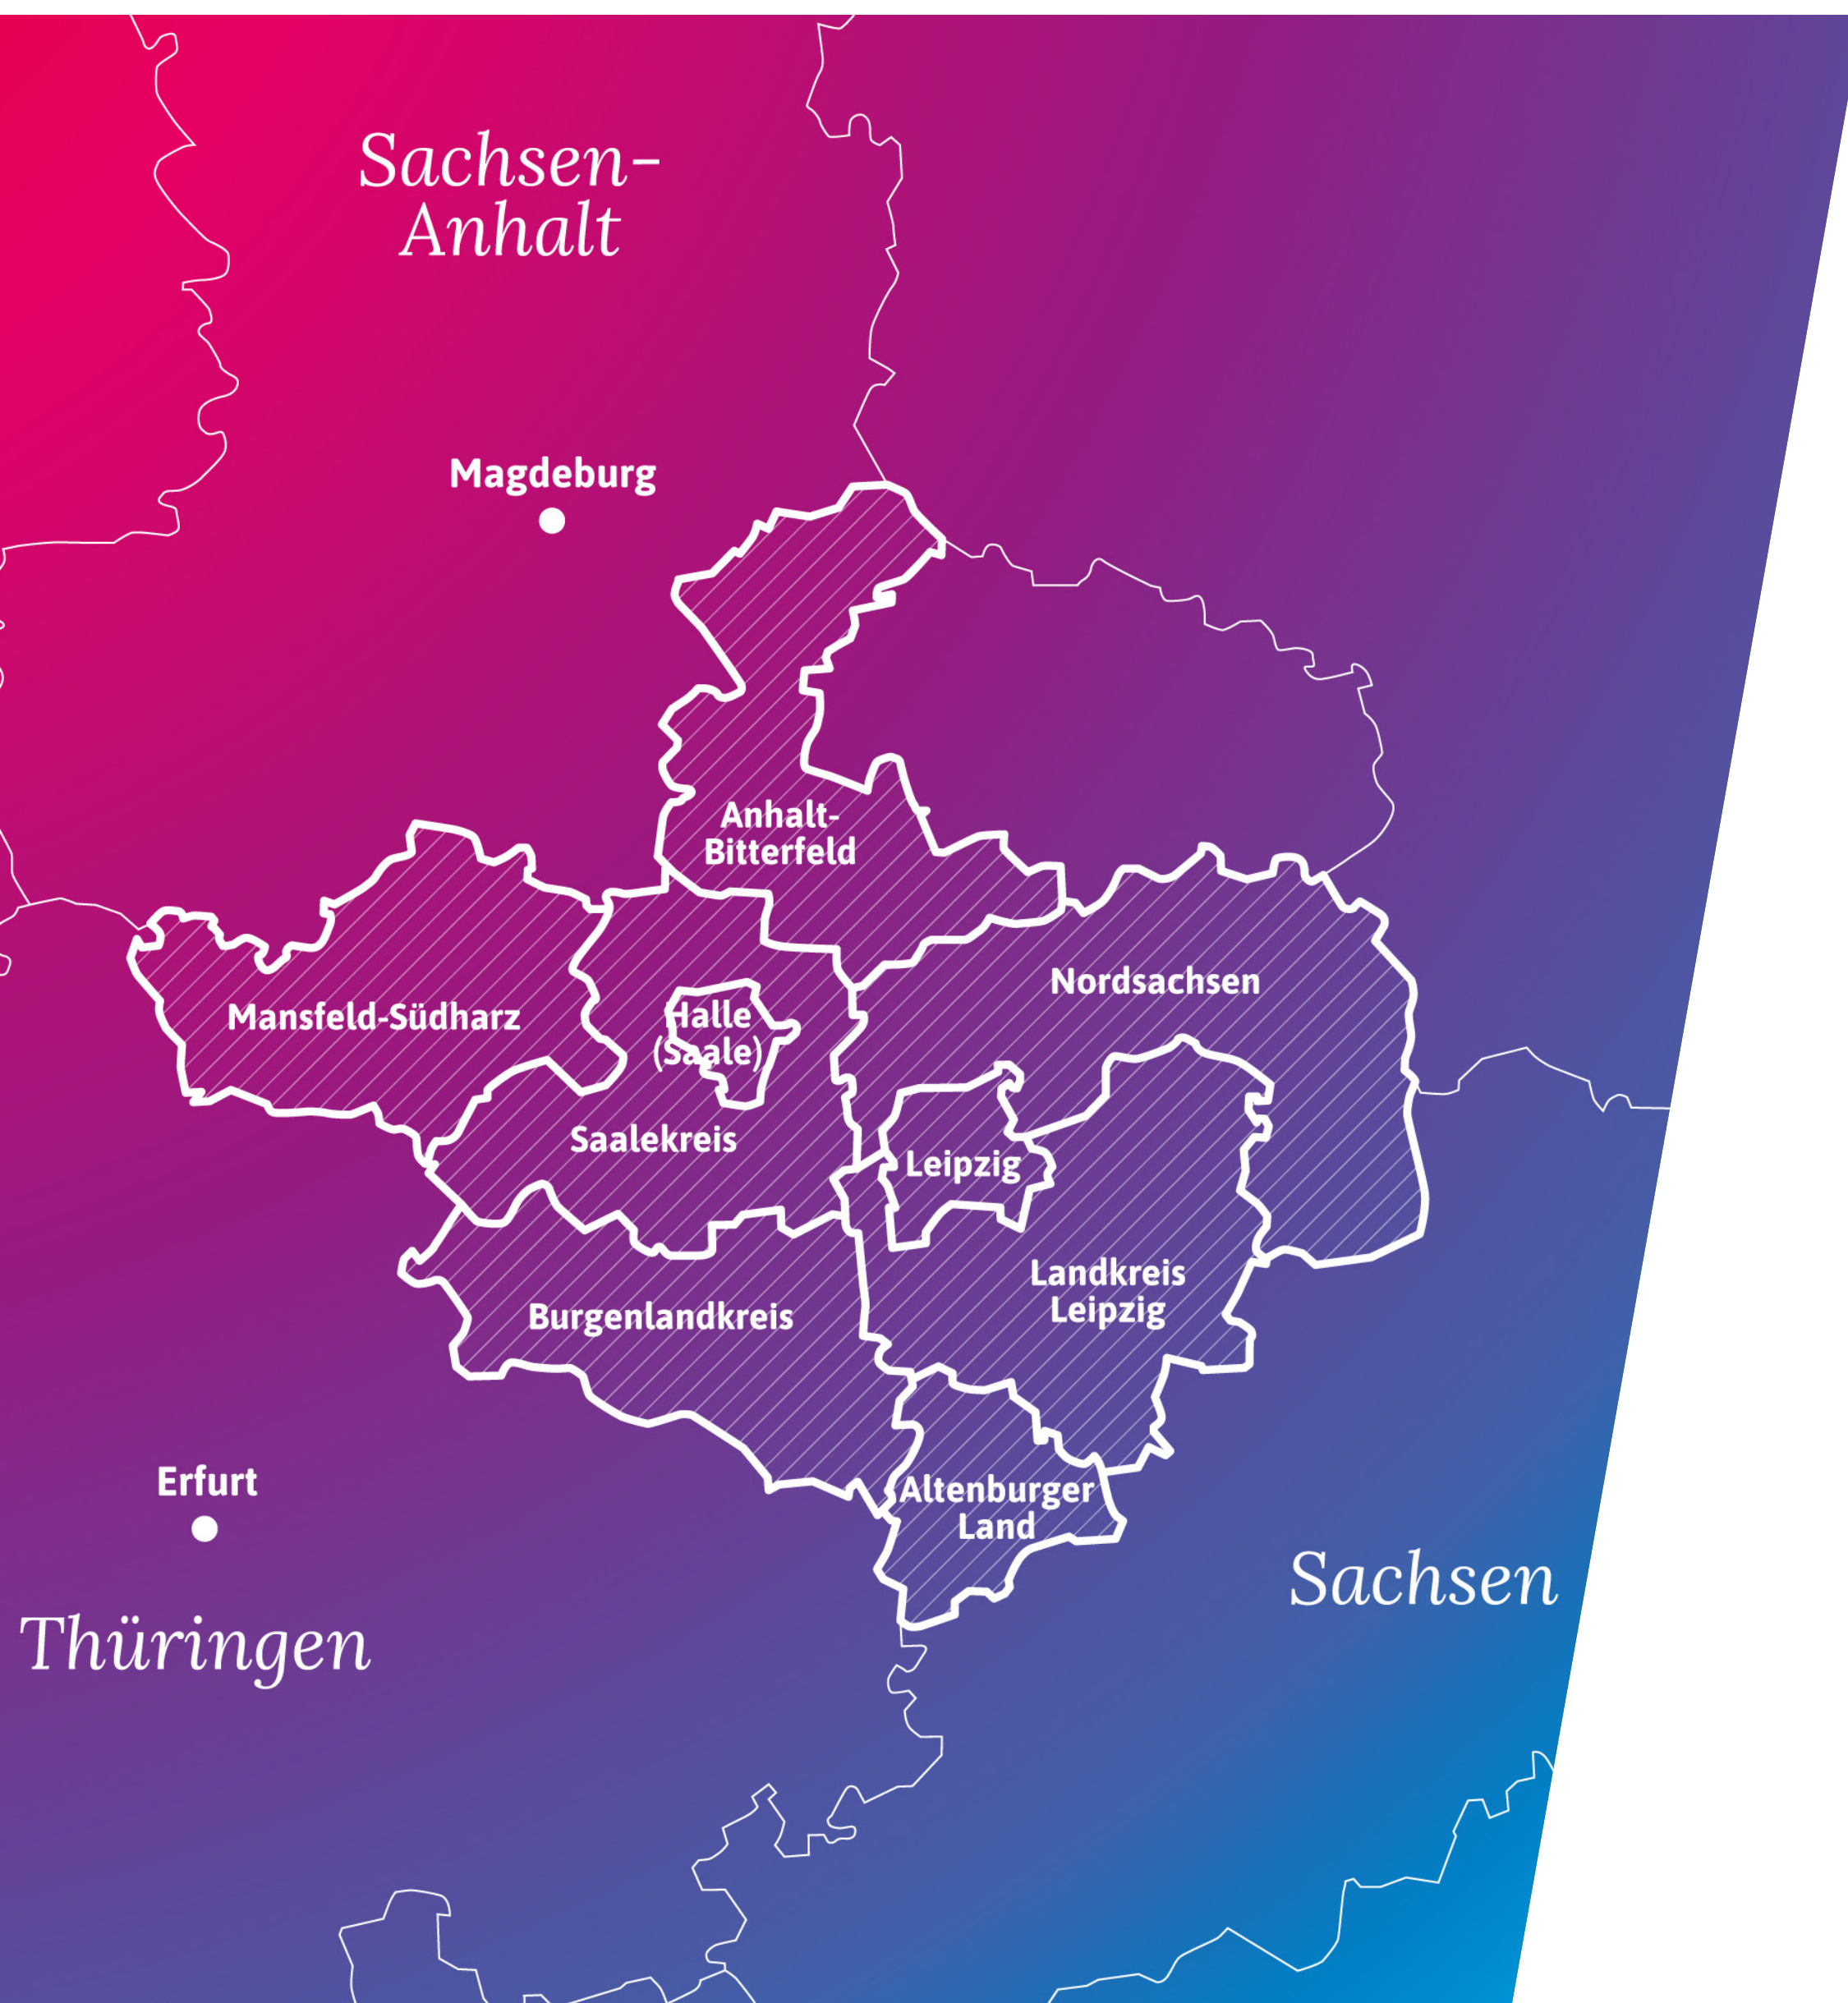 Sachsen-
Anhalt
Magdeburg
Anhalt-
Bitterfeld
Nordsachsen
Mansfeld-Südharz
Halle
(Saale)
Saalekreis
Leipzig
Landkreis
Leipzig
Burgenlandkreis
Erfurt
Altenburger
Land
Sachsen
Thüringen